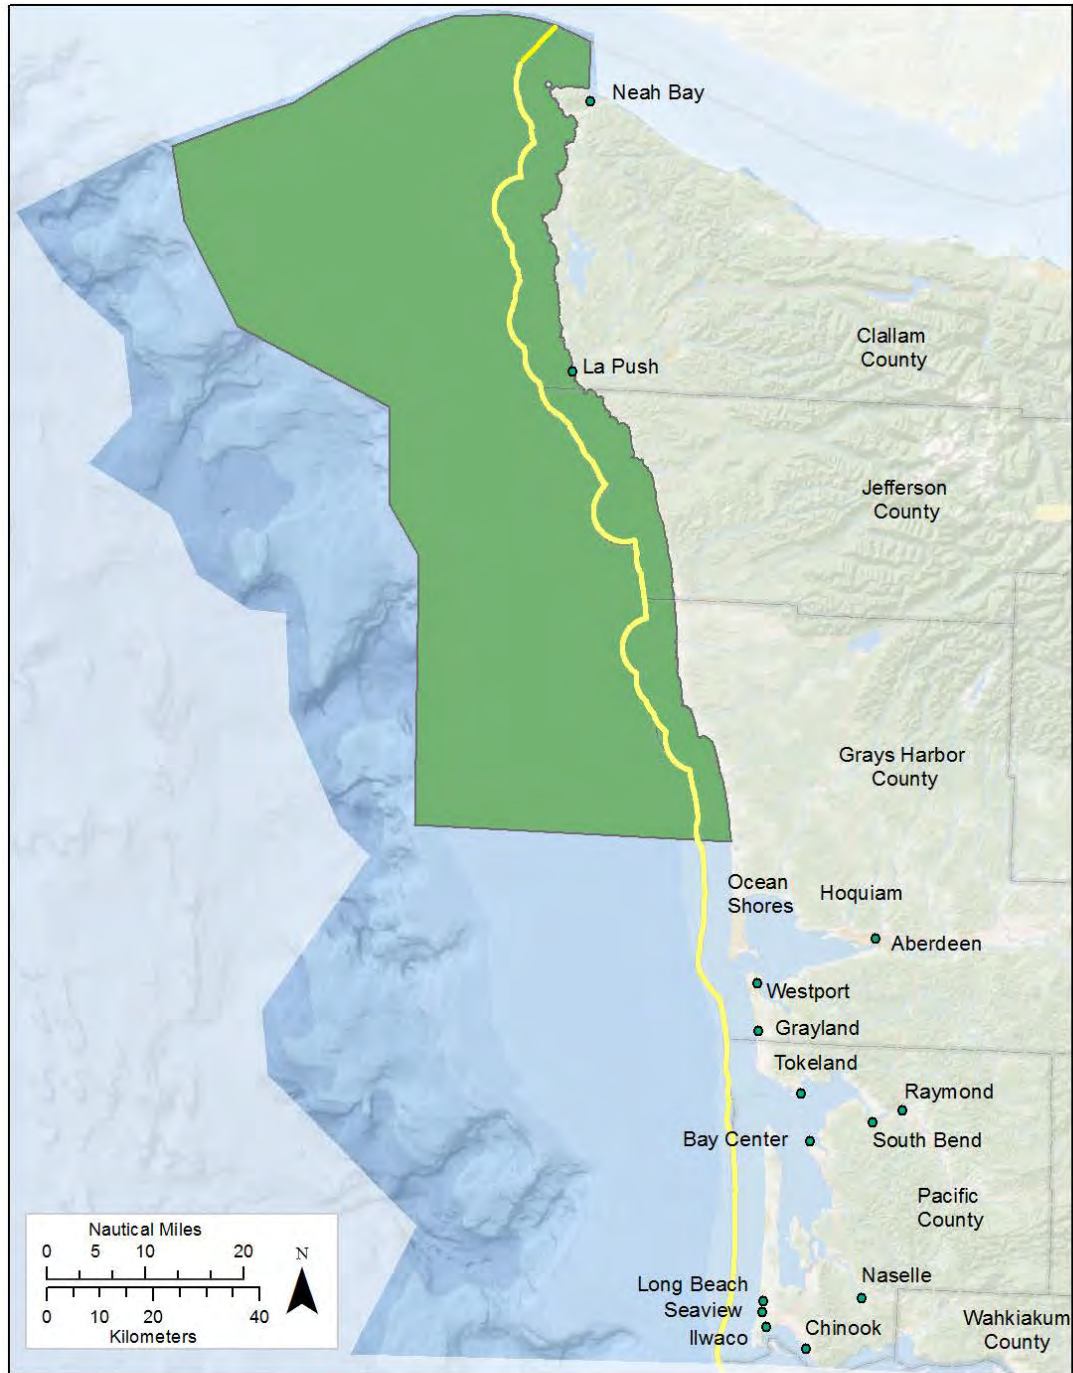 Neah Bay
Clallam
County
La Push
Jefferson
County
Grays Harbor
County
Ocean
Shores
Hoquiam
Aberdeen
Westport
Grayland
Tokeland
Raymond
Bay Center
South Bend
Pacific
County
Nautical Miles
0 5 10 20
N
0 10 20 40
Kilometers
Long Beach
Seaview
Ilwaco
Naselle
Chinook
Wahkiakum
County